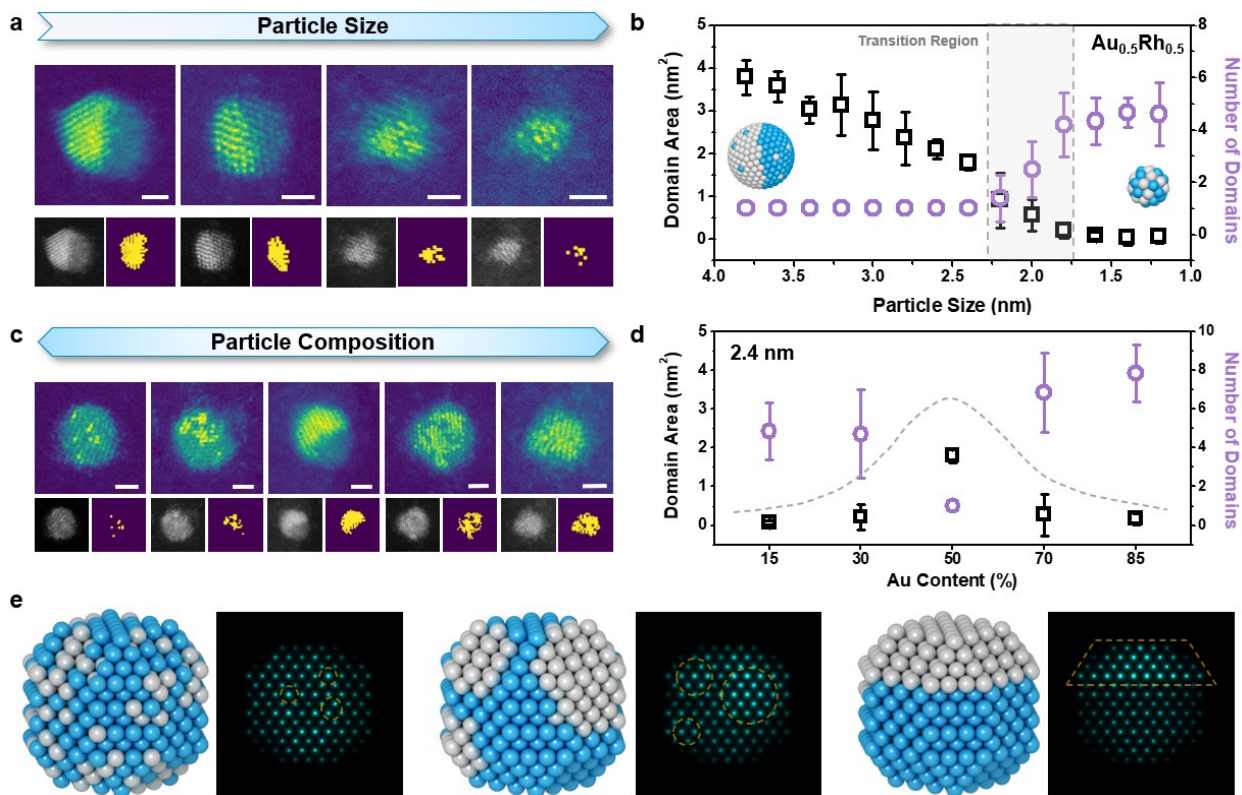 a
Particle Size
b
Domain Area (nm²)
5
4
3
2
1
0
Transition Region
Au₀.₅Rh₀.₅
8
6
4
2
0
Number of Domains
4.0 3.5 3.0 2.5 2.0 1.5 1.0
Particle Size (nm)
c
Particle Composition
d
Domain Area (nm²)
5
4
3
2
1
0
2.4 nm
10
8
6
4
2
0
Number of Domains
15 30 50 70 85
Au Content (%)
e